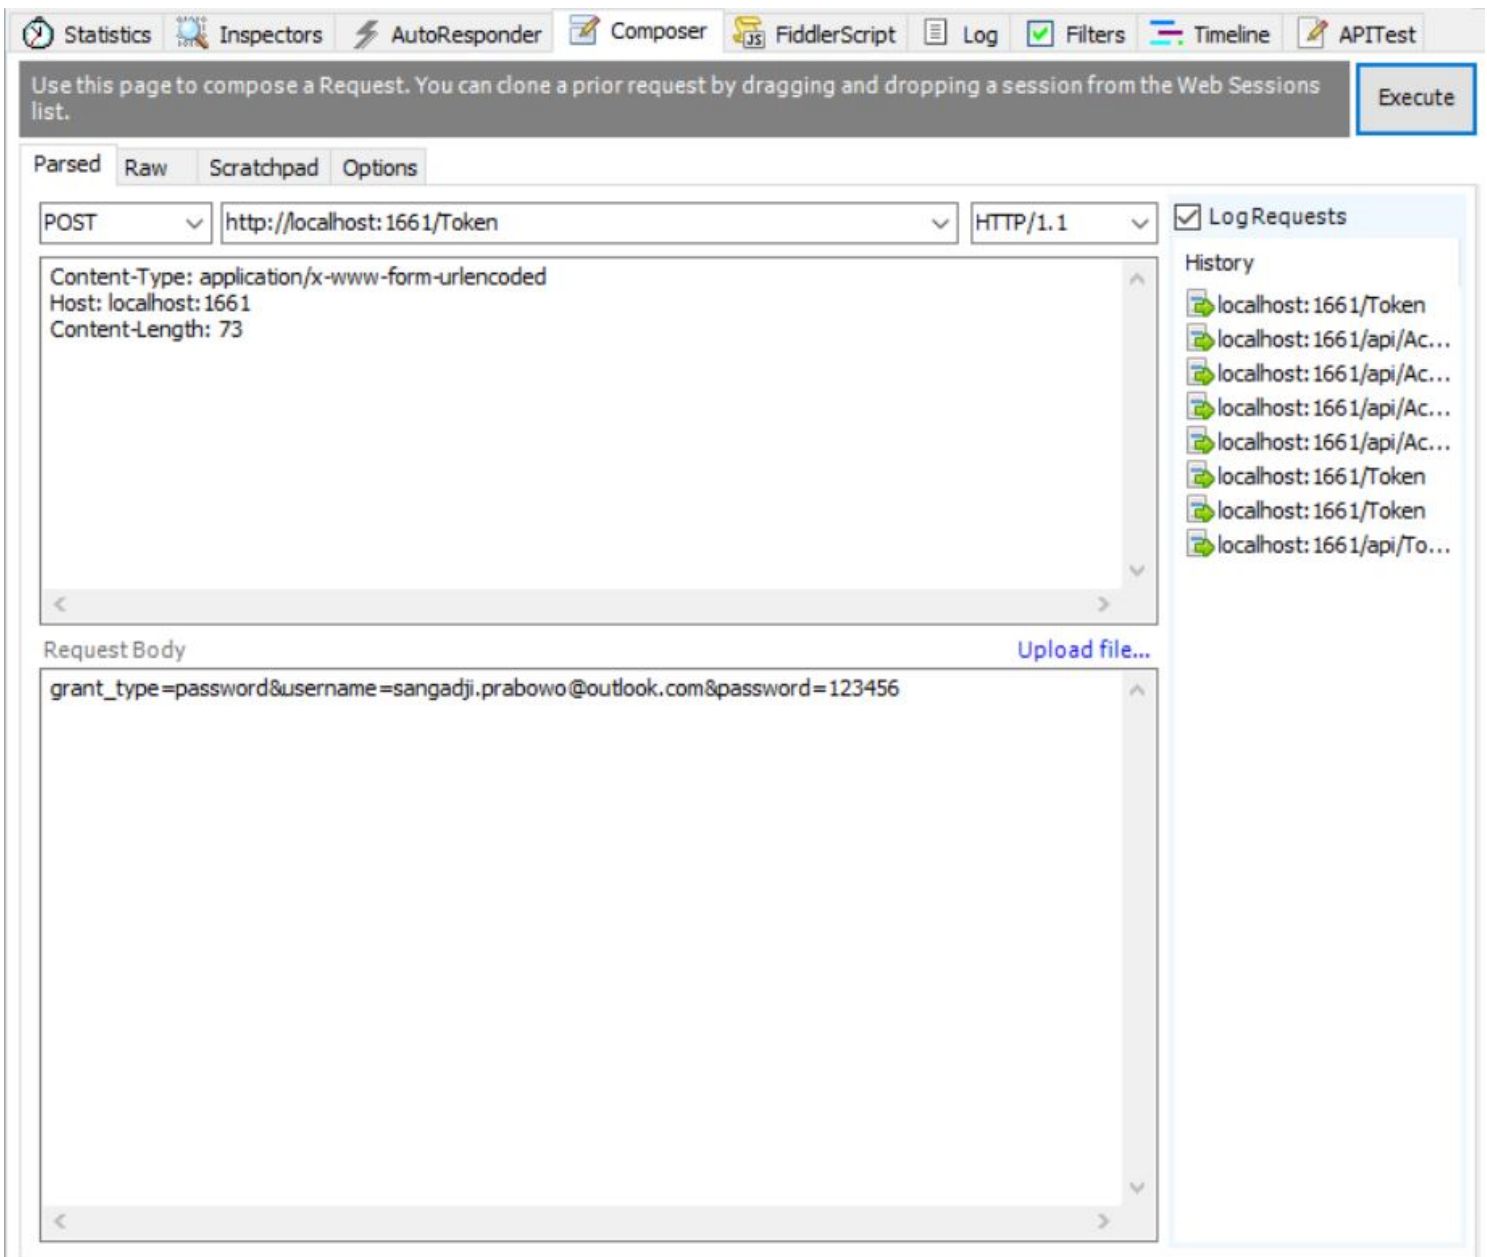 Statistics Inspectors AutoResponder Composer FiddlerScript Log Filters Timeline APITest
Use this page to compose a Request. You can clone a prior request by dragging and dropping a session from the Web Sessions
list.
Execute
Parsed Raw Scratchpad Options
POST http://localhost:1661/Token HTTP/1.1
Log Requests
Content-Type: application/x-www-form-urlencoded
Host: localhost:1661
Content-Length: 73
History
localhost:1661/Token
localhost:1661/api/Ac...
localhost:1661/api/Ac...
localhost:1661/api/Ac...
localhost:1661/api/Ac...
localhost:1661/Token
localhost:1661/Token
localhost:1661/api/To...
Request Body Upload file...
grant_type=password&username=sangadji.prabowo@outlook.com&password=123456